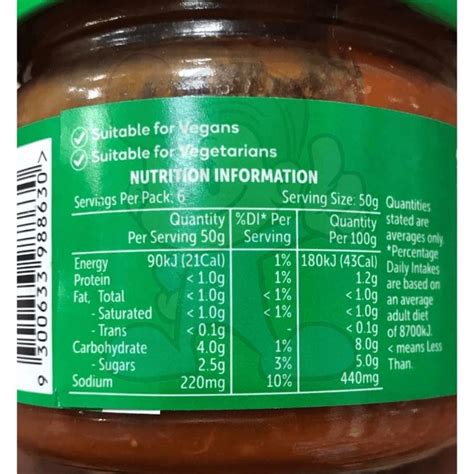 Suitable for Vegans
Suitable for Vegetarians
NUTRITION INFORMATION
Servings Per Pack: 6 Serving Size: 50g
Quantity Per Serving 50g %DI* Per Serving Quantity Per 100g
Energy 90kJ (21Cal) 1% 180kJ (43Cal)
Protein < 1.0g 1% 1.2g
Fat, Total < 1.0g < 1% < 1.0g
- Saturated < 1.0g < 1% < 1.0g
- Trans < 0.1g - < 0.1g
Carbohydrate 4.0g 1% 8.0g
- Sugars 2.5g 3% 5.0g
Sodium 220mg 10% 440mg
Quantities
stated are
averages only.
*Percentage
Daily Intakes
are based on
an average
adult diet
of 8700kJ.
< means Less
Than.
9 300633 988630 >